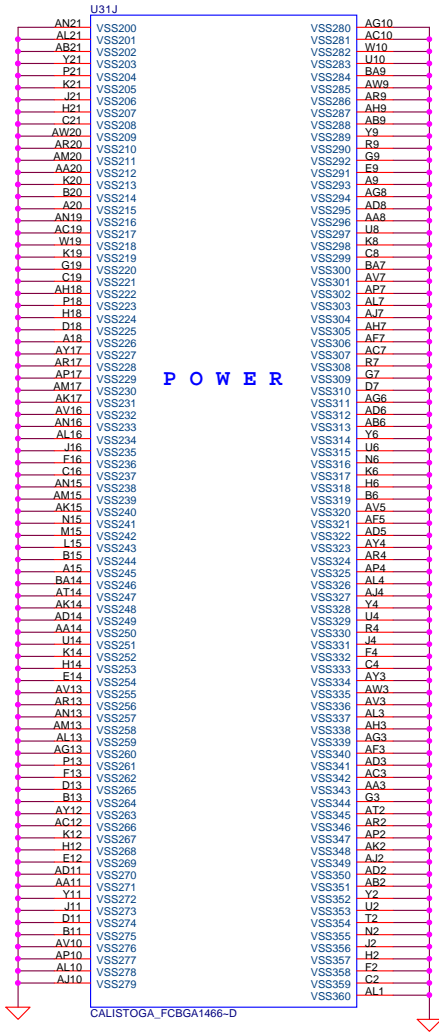 U31J
AN21 VSS200 VSS280 AG10
AL21 VSS201 VSS281 AC10
AB21 VSS202 VSS282 W10
Y21 VSS203 VSS283 U10
P21 VSS204 VSS284 BA9
K21 VSS205 VSS285 AW9
J21 VSS206 VSS286 AR9
H21 VSS207 VSS287 AH9
C21 VSS208 VSS288 AB9
AW20 VSS209 VSS289 Y9
AR20 VSS210 VSS290 R9
AM20 VSS211 VSS292 G9
AA20 VSS212 VSS291 E9
K20 VSS213 VSS293 A9
B20 VSS214 VSS294 AG8
A20 VSS215 VSS295 AD8
AN19 VSS216 VSS296 AA8
AC19 VSS217 VSS297 U8
W19 VSS218 VSS298 K8
K19 VSS219 VSS299 C8
G19 VSS220 VSS300 BA7
C19 VSS221 VSS301 AV7
AH18 VSS222 VSS302 AP7
P18 VSS223 VSS303 AL7
H18 VSS224 VSS304 AJ7
D18 VSS225 VSS305 AH7
A18 VSS226 VSS306 AF7
AY17 VSS227 VSS307 AC7
AR17 VSS228 VSS308 R7
AP17 VSS229 P O W E R VSS309 G7
AM17 VSS230 VSS310 D7
AK17 VSS231 VSS311 AG6
AV16 VSS232 VSS312 AD6
AN16 VSS233 VSS313 AB6
AL16 VSS234 VSS314 Y6
J16 VSS235 VSS315 U6
F16 VSS236 VSS316 N6
C16 VSS237 VSS317 K6
AN15 VSS238 VSS318 H6
AM15 VSS239 VSS319 B6
AK15 VSS240 VSS320 AV5
N15 VSS241 VSS321 AF5
M15 VSS242 VSS322 AD5
L15 VSS243 VSS323 AY4
B15 VSS244 VSS324 AR4
A15 VSS245 VSS325 AP4
BA14 VSS246 VSS326 AL4
AT14 VSS247 VSS327 AJ4
AK14 VSS248 VSS328 Y4
AD14 VSS249 VSS329 U4
AA14 VSS250 VSS330 R4
U14 VSS251 VSS331 J4
K14 VSS252 VSS332 F4
H14 VSS253 VSS333 C4
E14 VSS254 VSS334 AY3
AV13 VSS255 VSS335 AW3
AR13 VSS256 VSS336 AV3
AN13 VSS257 VSS337 AL3
AM13 VSS258 VSS338 AH3
AL13 VSS259 VSS339 AG3
AG13 VSS260 VSS340 AF3
P13 VSS261 VSS341 AD3
F13 VSS262 VSS342 AC3
D13 VSS263 VSS343 AA3
B13 VSS264 VSS344 G3
AY12 VSS265 VSS345 AT2
AC12 VSS266 VSS346 AR2
K12 VSS267 VSS347 AP2
H12 VSS268 VSS348 AK2
E12 VSS269 VSS349 AJ2
AD11 VSS270 VSS350 AD2
AA11 VSS271 VSS351 AB2
Y11 VSS272 VSS352 Y2
J11 VSS273 VSS353 U2
D11 VSS274 VSS354 T2
B11 VSS275 VSS355 N2
AV10 VSS276 VSS356 J2
AP10 VSS277 VSS357 H2
AL10 VSS278 VSS358 F2
AJ10 VSS279 VSS359 C2
VSS360 AL1
CALISTOGA_FCBGA1466~D